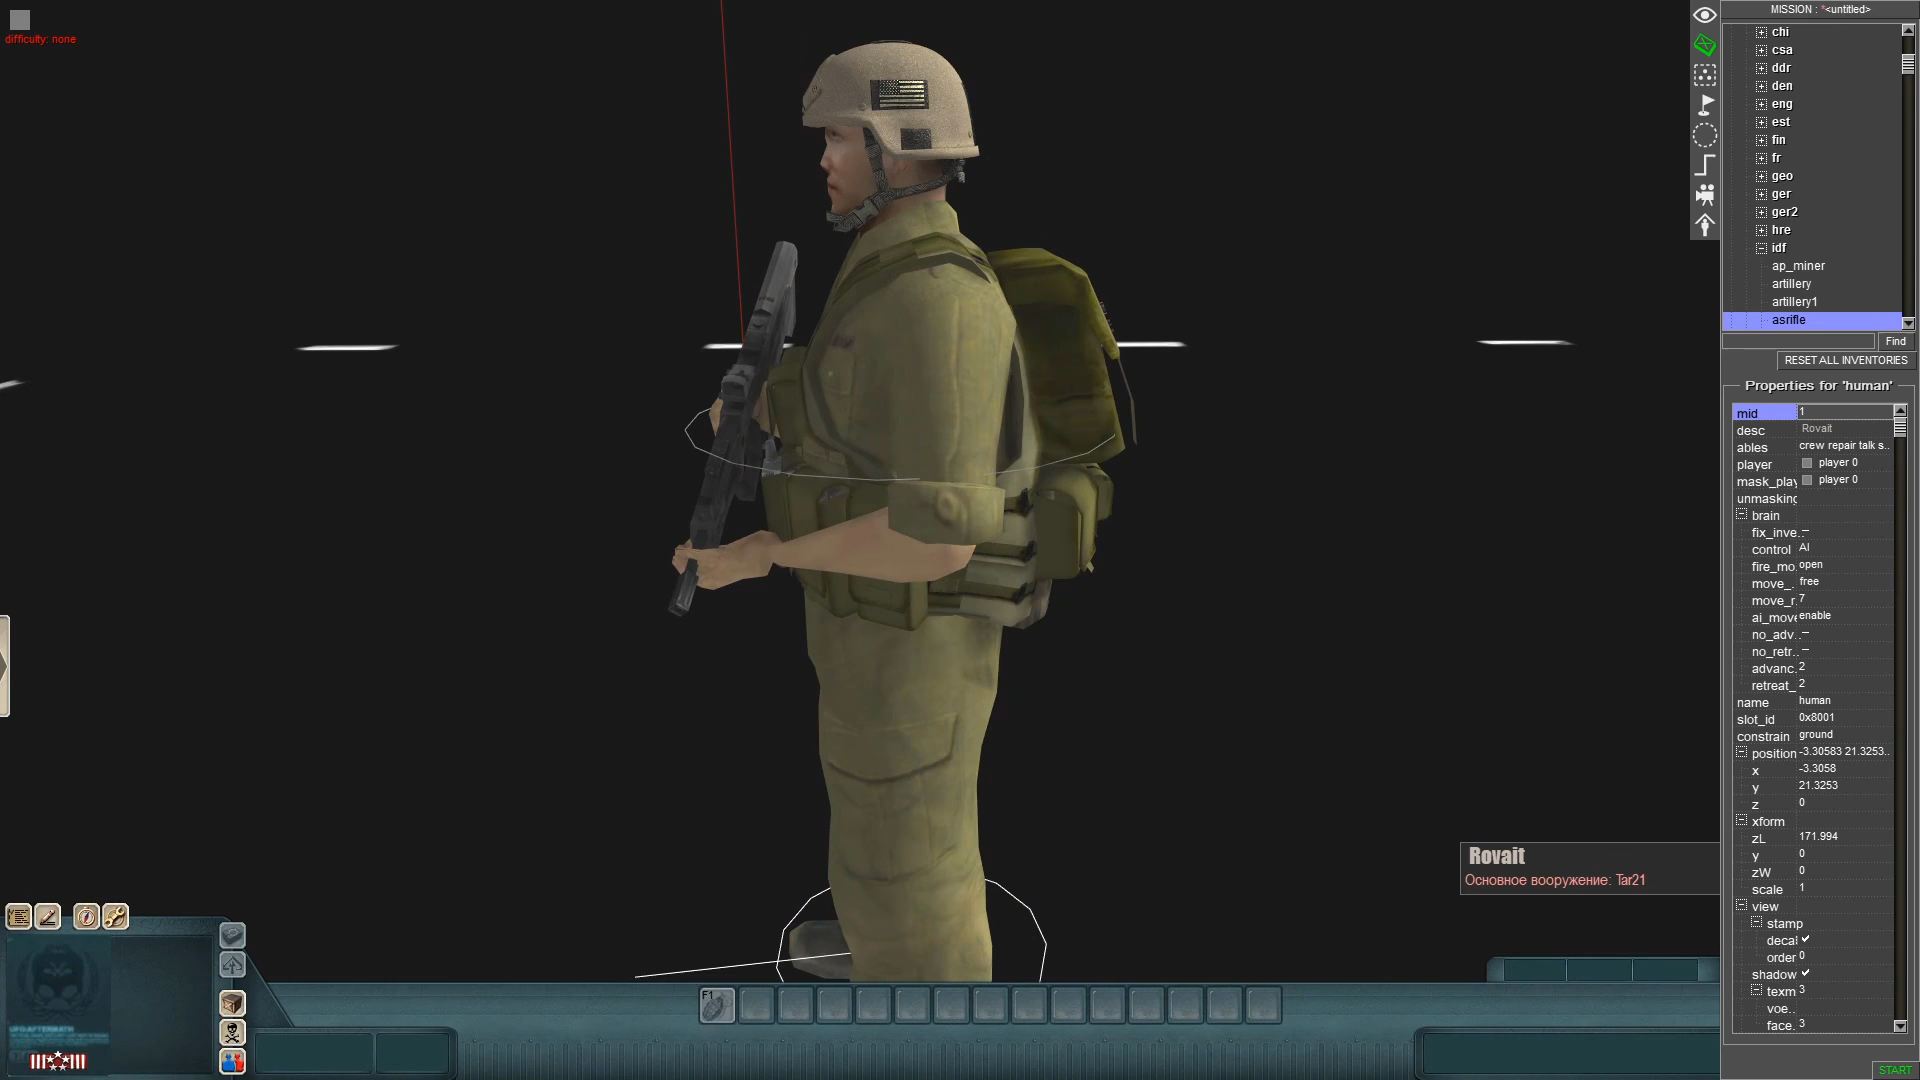 difficulty: none
MISSION : *<untitled>
chi
csa
ddr
den
eng
est
fin
fr
geo
ger
ger2
hre
idf
ap_miner
artillery
artillery1
asrifle
Find
RESET ALL INVENTORIES
Properties for 'human'
mid 1
desc Rovait
ables crew repair talk s..
player player 0
mask_play player 0
unmasking
brain
fix_inve..
control AI
fire_mo. open
move_.. free
move_r. 7
ai_move enable
no_adv..
no_retr..
advanc. 2
retreat_ 2
name human
slot_id 0x8001
constrain ground
position -3.30583 21.3253..
x -3.3058
y 21.3253
z 0
xform
zL 171.994
y 0
zW 0
scale 1
view
stamp
decal
order 0
shadow
texm 3
voe..
face. 3
Rovait
Основное вооружение: Tar21
F1
START